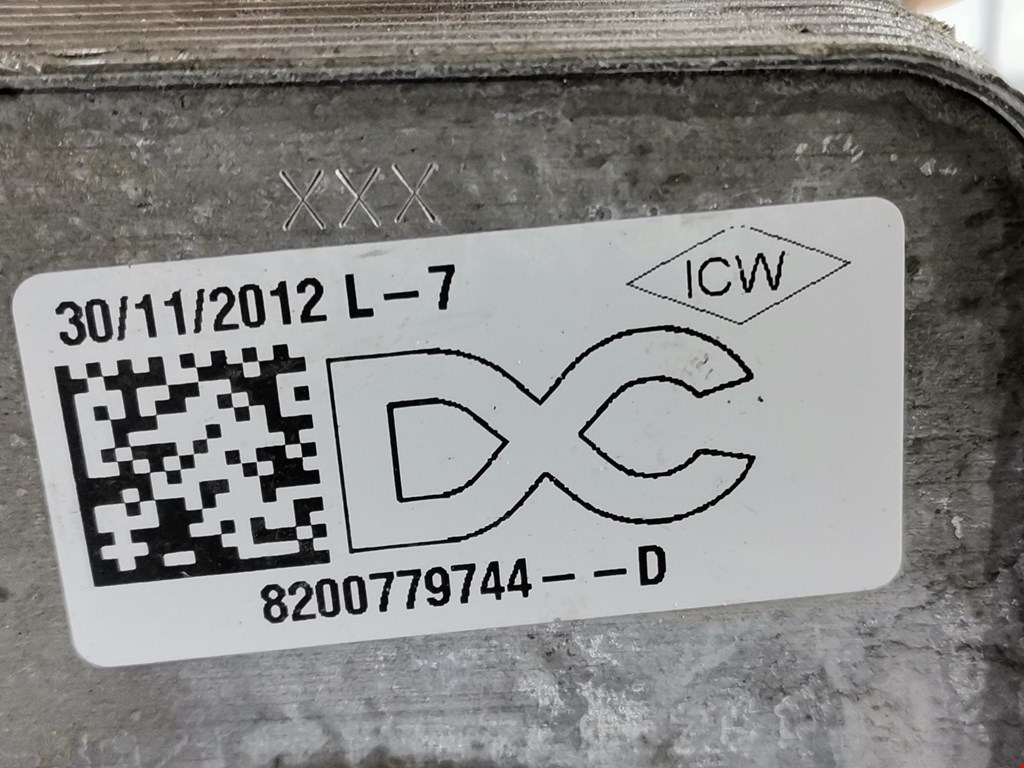 XXX
30/11/2012 L-7
ICW
DC
8200779744--D